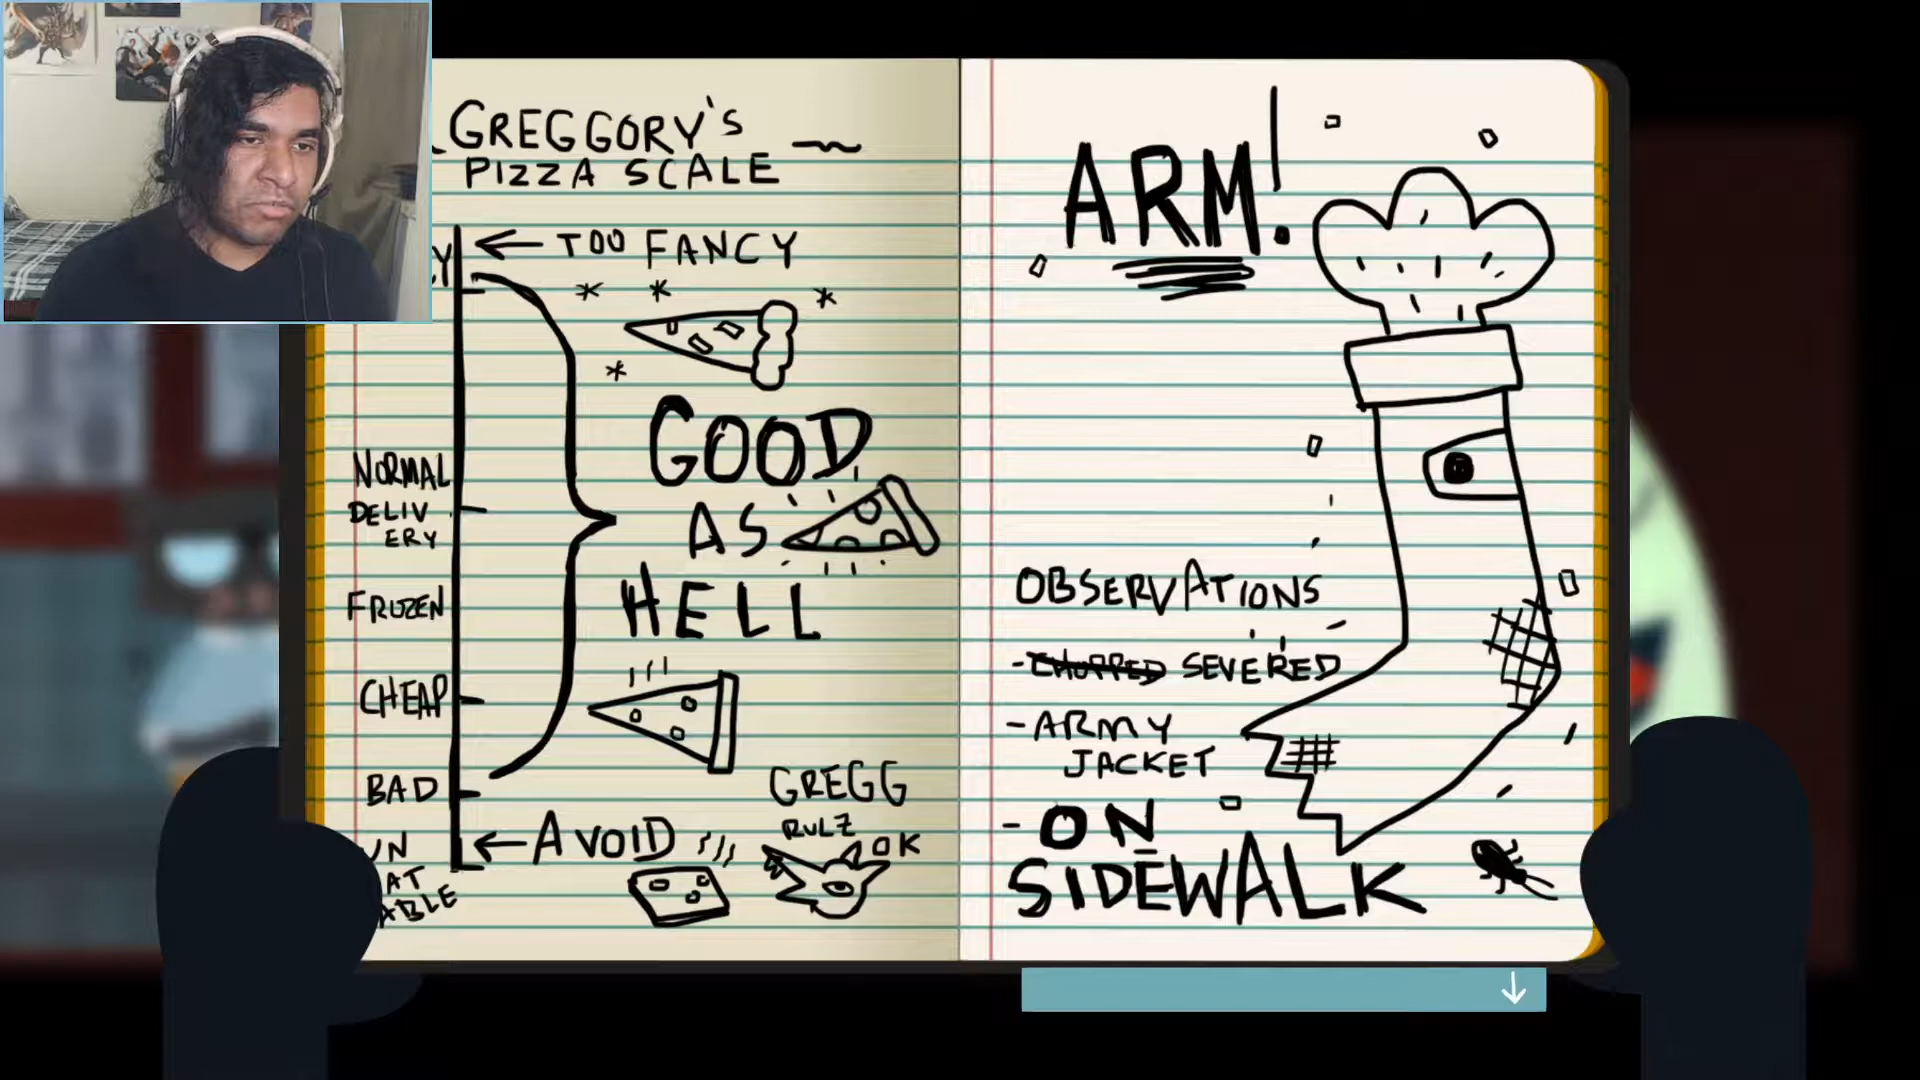 GREGGORY'S
PIZZA SCALE
← TOO FANCY
GOOD
AS
HELL
NORMAL
DELIV
ERY
FROZEN
CHEAP
BAD
← AVOID
GREGG
RULZ
OK
ARM!
OBSERVATIONS
- CHOPPED SEVERED
- ARMY
JACKET
- ON
SIDEWALK